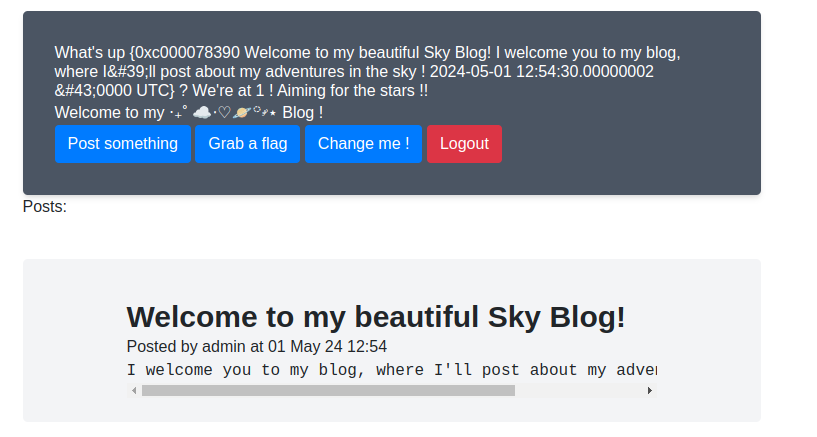 What's up {0xc000078390 Welcome to my beautiful Sky Blog! I welcome you to my blog,
where I&#39;ll post about my adventures in the sky ! 2024-05-01 12:54:30.00000002
&#43;0000 UTC} ? We're at 1 ! Aiming for the stars !!
Welcome to my ‧₊˚ ☁️⋅♡🪐༘⋆ Blog !
Post something Grab a flag Change me ! Logout
Posts:
Welcome to my beautiful Sky Blog!
Posted by admin at 01 May 24 12:54
I welcome you to my blog, where I'll post about my adve